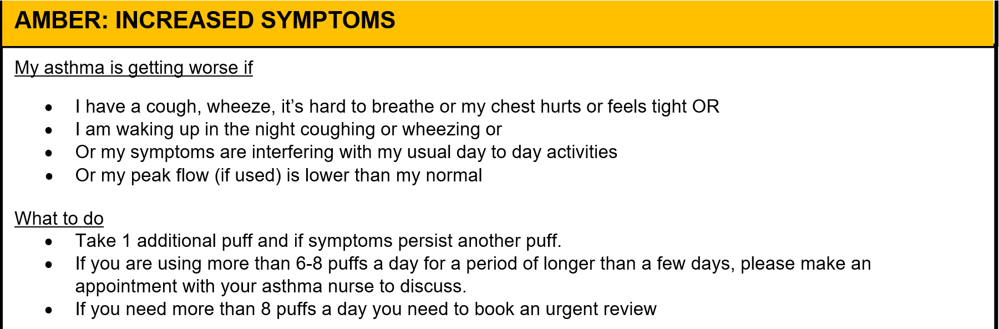 AMBER: INCREASED SYMPTOMS
My asthma is getting worse if
• I have a cough, wheeze, it’s hard to breathe or my chest hurts or feels tight OR
• I am waking up in the night coughing or wheezing or
• Or my symptoms are interfering with my usual day to day activities
• Or my peak flow (if used) is lower than my normal
What to do
• Take 1 additional puff and if symptoms persist another puff.
• If you are using more than 6-8 puffs a day for a period of longer than a few days, please make an
appointment with your asthma nurse to discuss.
• If you need more than 8 puffs a day you need to book an urgent review